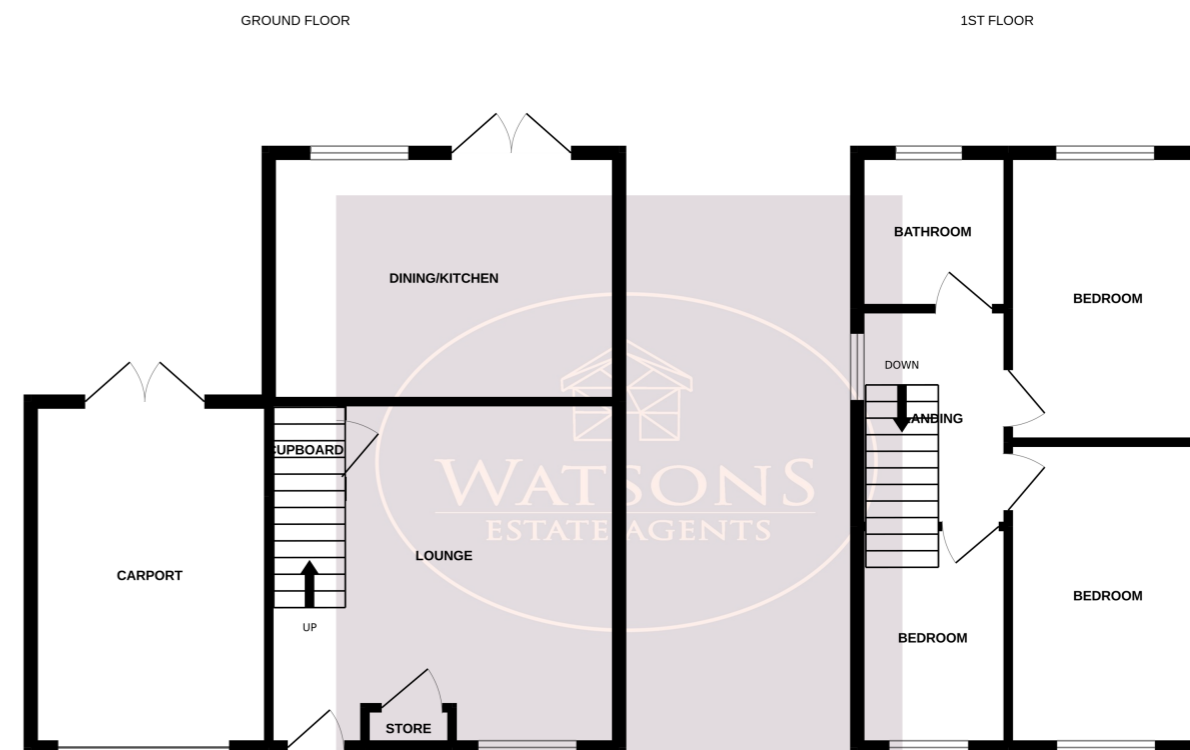 GROUND FLOOR
1ST FLOOR
DINING/KITCHEN
CUPBOARD
LOUNGE
CARPORT
UP
STORE
BATHROOM
BEDROOM
DOWN
LANDING
BEDROOM
BEDROOM
WATSONS
ESTATE AGENTS